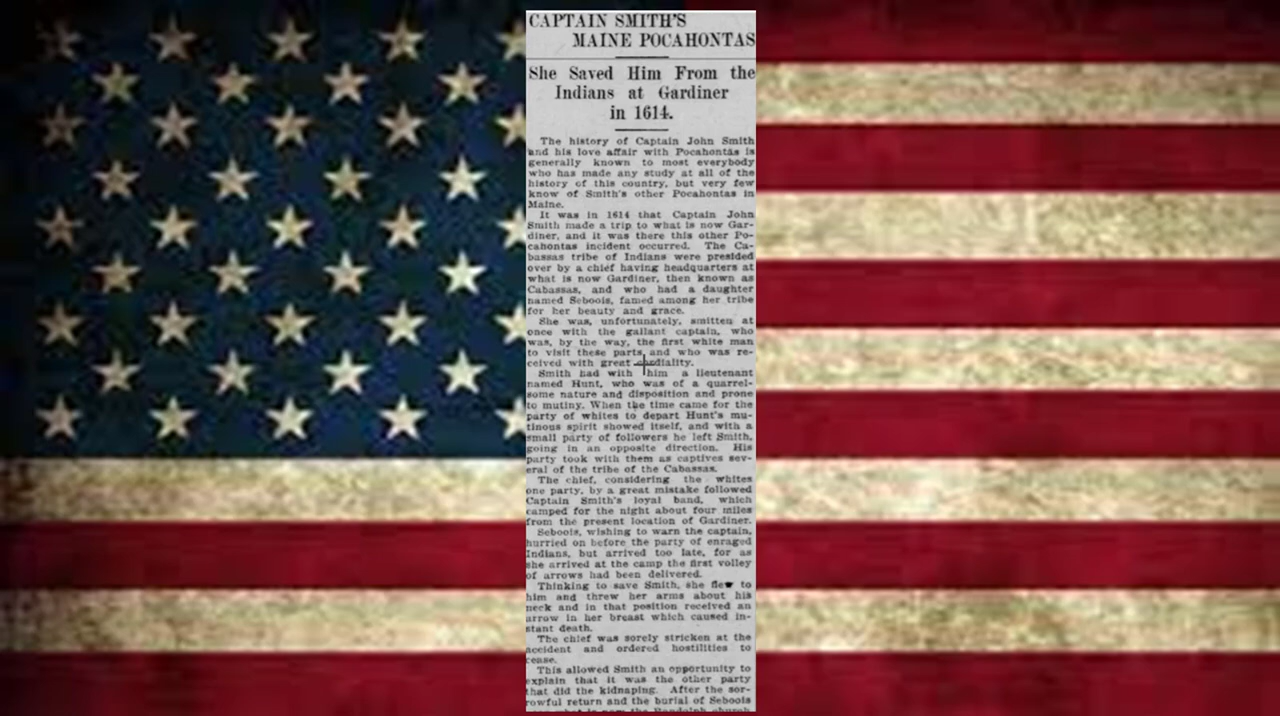 CAPTAIN SMITH'S
MAINE POCAHONTAS
She Saved Him From the
Indians at Gardiner
in 1614.
The history of Captain John Smith
and his love affair with Pocahontas is
generally known to most everybody
who has made any study at all of the
history of this country, but very few
know of Smith's other Pocahontas in
Maine.
It was in 1614 that Captain John
Smith made a trip to what is now Gar-
diner, and it was there this other Po-
cahontas incident occurred. The Ca-
bassas tribe of Indians were presided
over by a chief having headquarters at
what is now Gardiner, then known as
Cabassas, and who had a daughter
named Seboois, famed among her tribe
for her beauty and grace.
She was, unfortunately, smitten at
once with the gallant captain, who
was, by the way, the first white man
to visit these parts, and who was re-
ceived with great cordiality.
Smith had with him a lieutenant
named Hunt, who was of a quarrel-
some nature and disposition and prone
to mutiny. When the time came for the
party of whites to depart Hunt's mu-
tinous spirit showed itself, and with a
small party of followers he left Smith,
going in an opposite direction. His
party took with them as captives sev-
eral of the tribe of the Cabassas.
The chief, considering the whites
one party, by a great mistake followed
Captain Smith's loyal band, which
camped for the night about four miles
from the present location of Gardiner.
Sebois, wishing to warn the captain,
hurried on before the party of enraged
Indians, but arrived too late, for as
she arrived at the camp the first volley
of arrows had been delivered.
Thinking to save Smith, she flew to
him and threw her arms about his
neck and in that position received an
arrow in her breast which caused in-
stant death.
The chief was sorely stricken at the
accident and ordered hostilities to
cease.
This allowed Smith an opportunity to
explain that it was the other party
that did the kidnaping. After the sor-
rowful return and the burial of Sebois